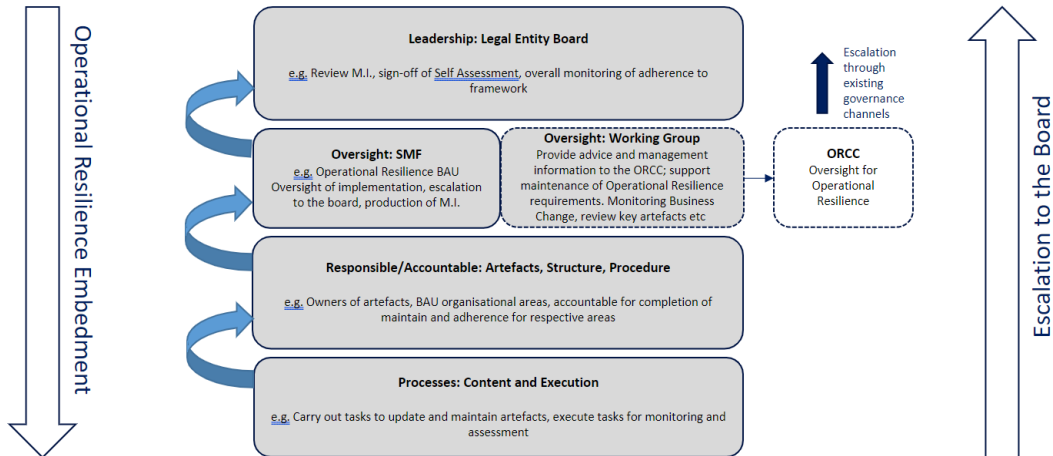 Operational Resilience Embedment
Leadership: Legal Entity Board
e.g. Review M.I., sign-off of Self Assessment, overall monitoring of adherence to
framework
Escalation
through
existing
governance
channels
Oversight: SMF
e.g. Operational Resilience BAU
Oversight of implementation, escalation
to the board, production of M.I.
Oversight: Working Group
Provide advice and management
information to the ORCC; support
maintenance of Operational Resilience
requirements. Monitoring Business
Change, review key artefacts etc
ORCC
Oversight for
Operational
Resilience
Responsible/Accountable: Artefacts, Structure, Procedure
e.g. Owners of artefacts, BAU organisational areas, accountable for completion of
maintain and adherence for respective areas
Processes: Content and Execution
e.g. Carry out tasks to update and maintain artefacts, execute tasks for monitoring and
assessment
Escalation to the Board